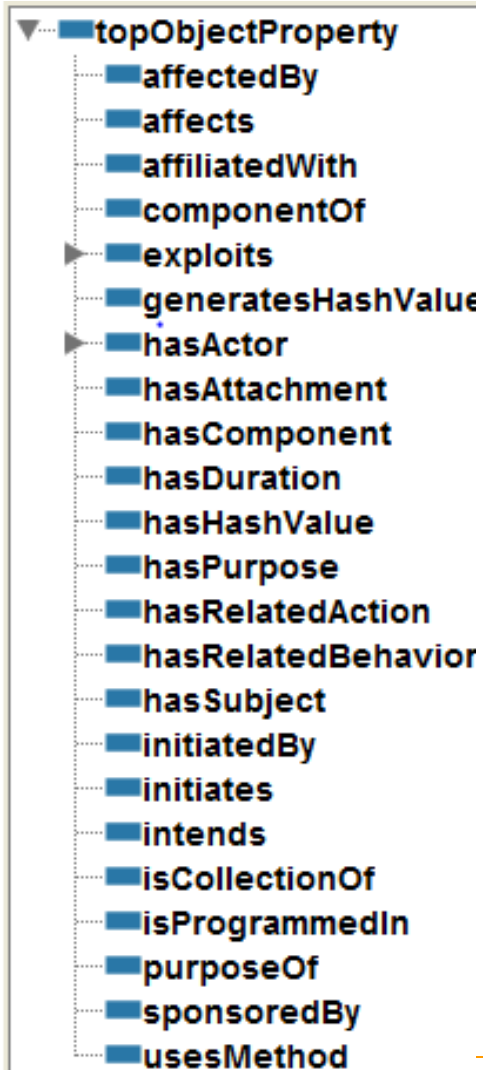 topObjectProperty
affectedBy
affects
affiliatedWith
componentOf
exploits
generatesHashValue
hasActor
hasAttachment
hasComponent
hasDuration
hasHashValue
hasPurpose
hasRelatedAction
hasRelatedBehavior
hasSubject
initiatedBy
initiates
intends
isCollectionOf
isProgrammedIn
purposeOf
sponsoredBy
usesMethod